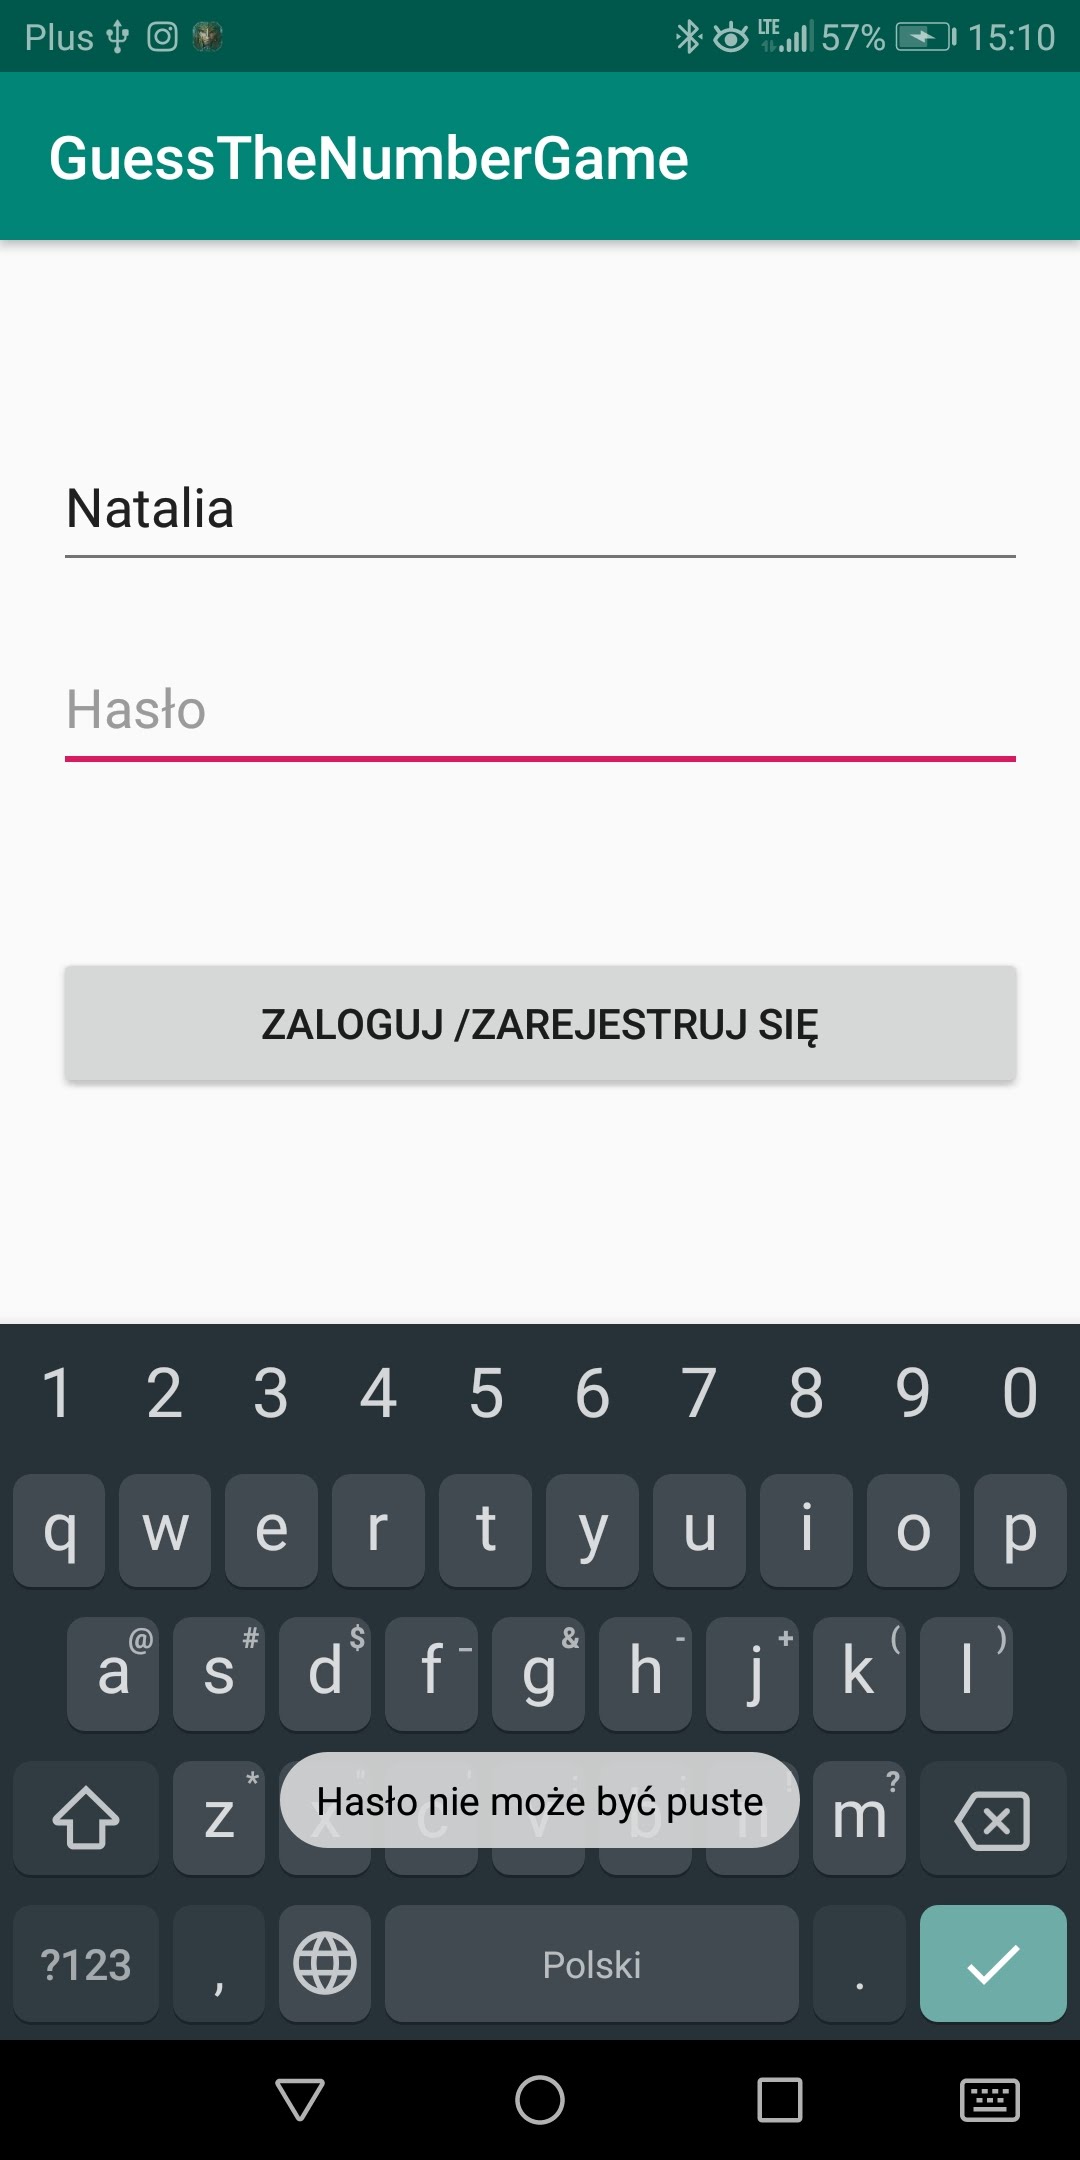 Plus LTE 57% 15:10
GuessTheNumberGame
Natalia
Hasło
ZALOGUJ /ZAREJESTRUJ SIĘ
1 2 3 4 5 6 7 8 9 0
q w e r t y u i o p
@ # $ _ & - + ( )
a s d f g h j k l
* " ' : ; ! ?
z x c v b n m
Hasło nie może być puste
?123 , Polski .